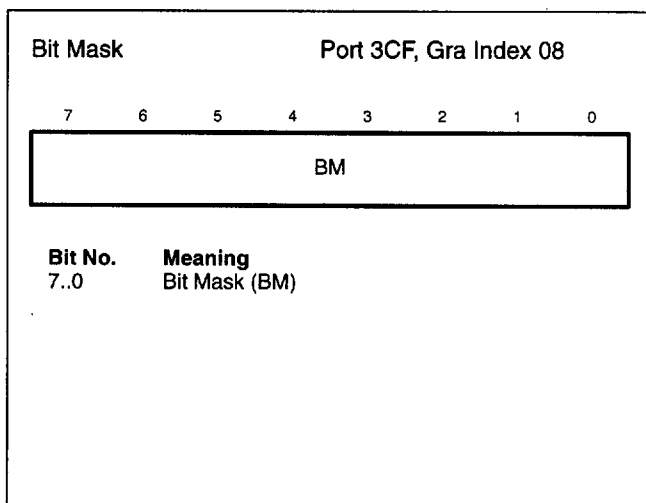 Bit Mask Port 3CF, Gra Index 08
7 6 5 4 3 2 1 0
BM
Bit No. Meaning
7..0 Bit Mask (BM)